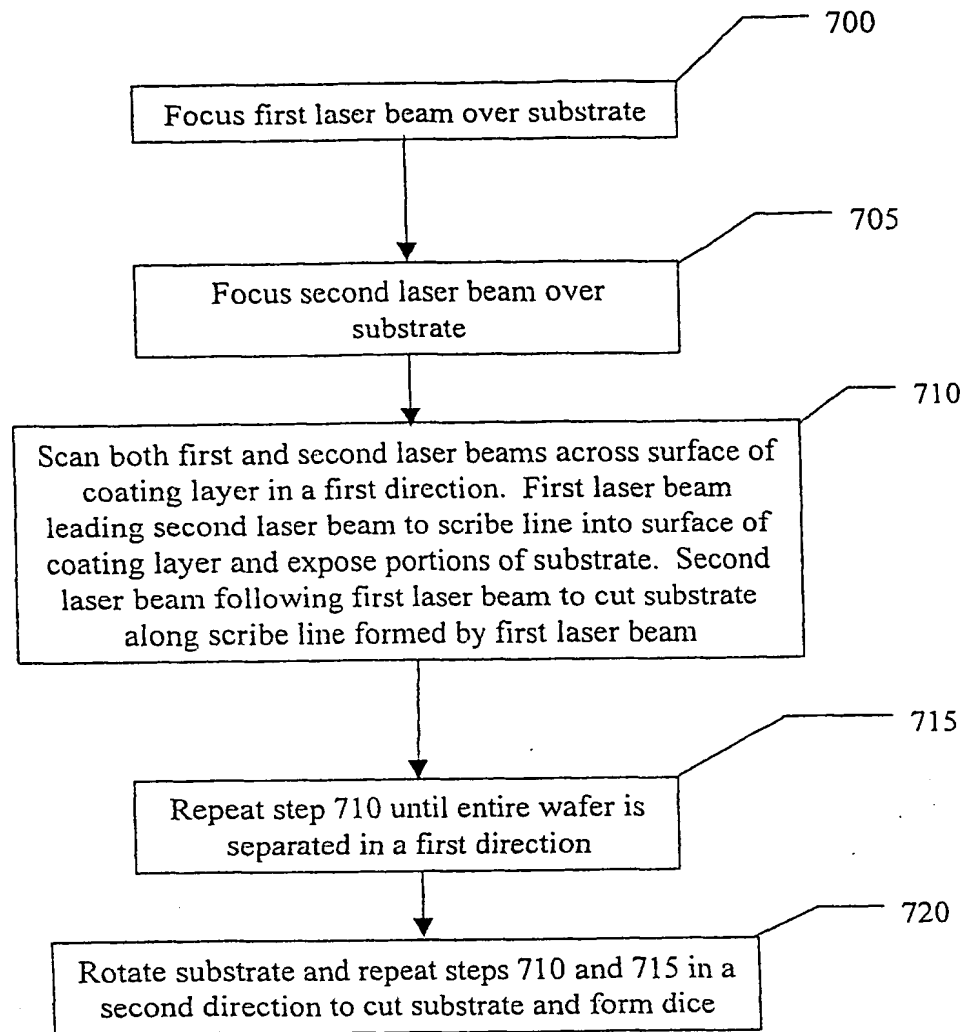 700
Focus first laser beam over substrate
705
Focus second laser beam over
substrate
710
Scan both first and second laser beams across surface of
coating layer in a first direction. First laser beam
leading second laser beam to scribe line into surface of
coating layer and expose portions of substrate. Second
laser beam following first laser beam to cut substrate
along scribe line formed by first laser beam
715
Repeat step 710 until entire wafer is
separated in a first direction
720
Rotate substrate and repeat steps 710 and 715 in a
second direction to cut substrate and form dice